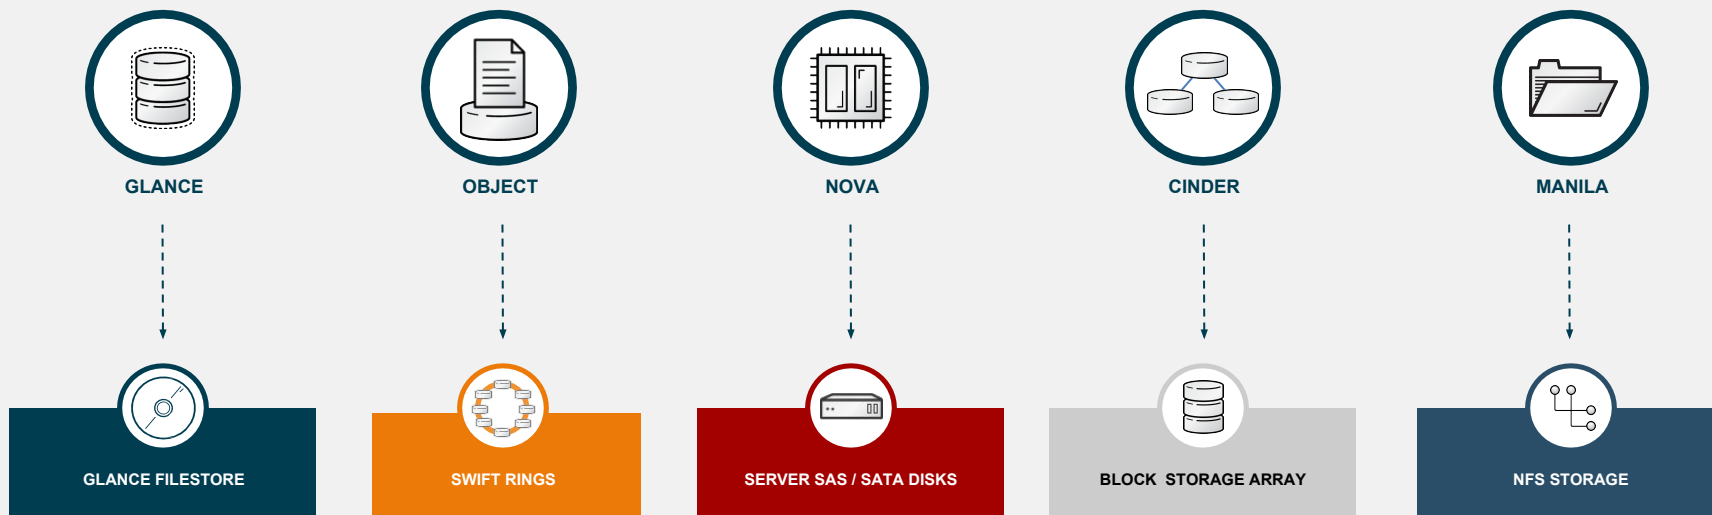 GLANCE
OBJECT
NOVA
CINDER
MANILA
GLANCE FILESTORE
SWIFT RINGS
SERVER SAS / SATA DISKS
BLOCK  STORAGE ARRAY
NFS STORAGE